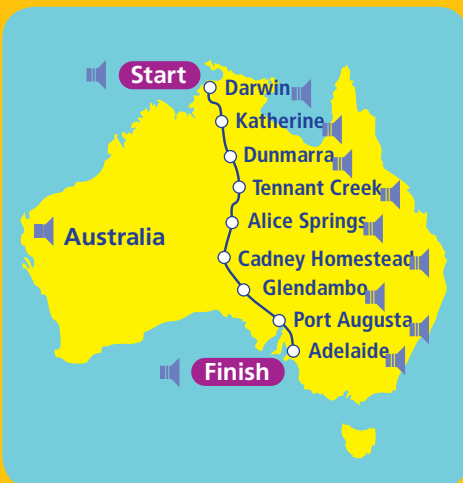 Start
Darwin
Katherine
Dunmarra
Tennant Creek
Alice Springs
Australia
Cadney Homestead
Glendambo
Port Augusta
Adelaide
Finish